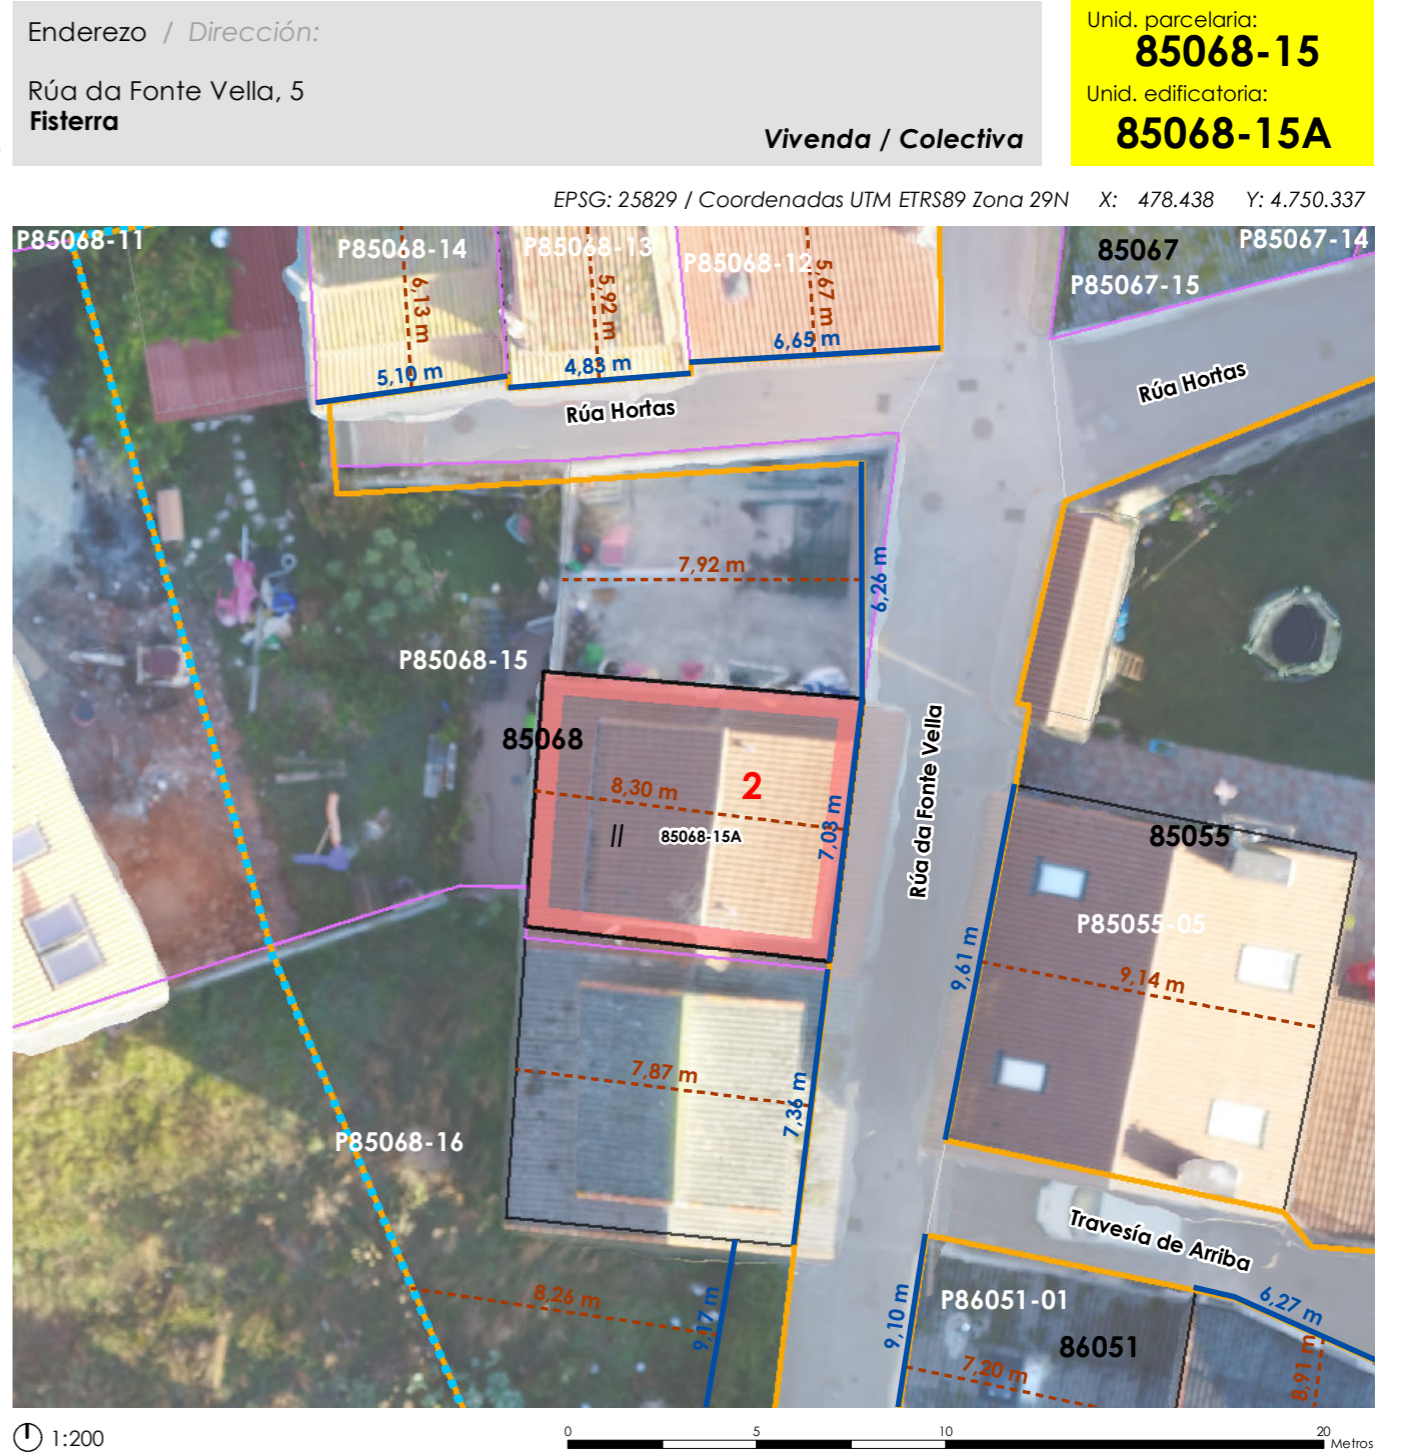 Enderezo / Dirección:
Rúa da Fonte Vella, 5
Fisterra
Vivenda / Colectiva
Unid. parcelaria:
85068-15
Unid. edificatoria:
85068-15A
EPSG: 25829 / Coordenadas UTM ETRS89 Zona 29N X: 478.438 Y: 4.750.337
P85068-11
P85068-14
P85068-13
P85068-12
85067
P85067-14
P85067-15
6,13 m
5,92 m
5,67 m
5,10 m
4,83 m
6,65 m
Rúa Hortas
Rúa Hortas
7,92 m
6,26 m
P85068-15
85068
8,30 m
2
II
85068-15A
7,03 m
Rúa da Fonte Vella
85055
P85055-05
9,61 m
9,14 m
7,87 m
7,36 m
P85068-16
Travesía de Arriba
8,26 m
9,17 m
9,10 m
P86051-01
86051
7,20 m
6,27 m
8,91 m
1:200
0 5 10 20
Metros